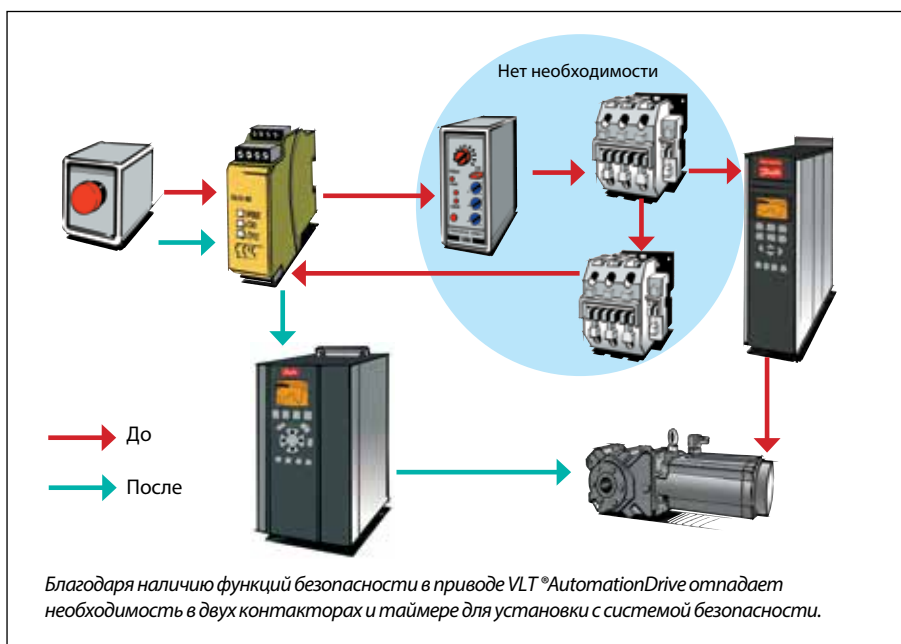 Нет необходимости
До
После
Благодаря наличию функций безопасности в приводе VLT ®AutomationDrive отпадает
необходимость в двух контакторах и таймере для установки с системой безопасности.